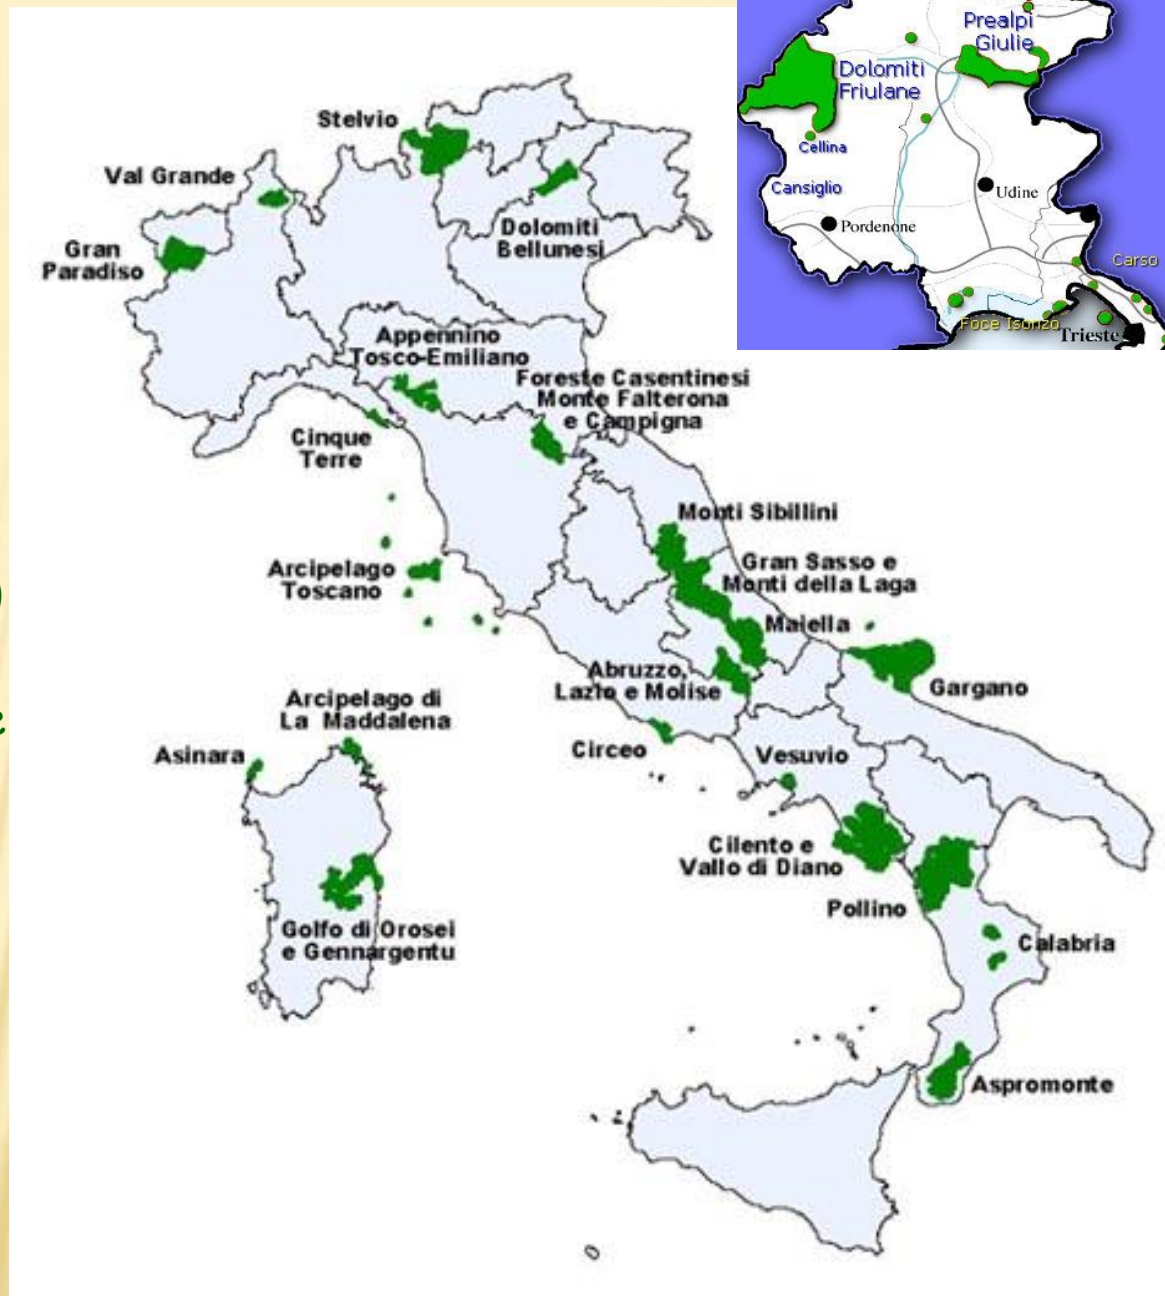 Prealpi
Giulie
Dolomiti
Friulane
Cellina
Cansiglio
Udine
Pordenone
Carso
Foce Isonzo
Trieste
Stelvio
Val Grande
Gran
Paradiso
Dolomiti
Bellunesi
Appennino
Tosco-Emiliano
Foreste Casentinesi
Monte Falterona
e Campigna
Cinque
Terre
Monti Sibillini
Gran Sasso e
Monti della Laga
Arcipelago
Toscano
Maiella
Abruzzo,
Lazio e Molise
Gargano
Arcipelago di
La Maddalena
Asinara
Circeo
Vesuvio
Cilento e
Vallo di Diano
Pollino
Golfo di Orosei
e Gennargentu
Calabria
Aspromonte